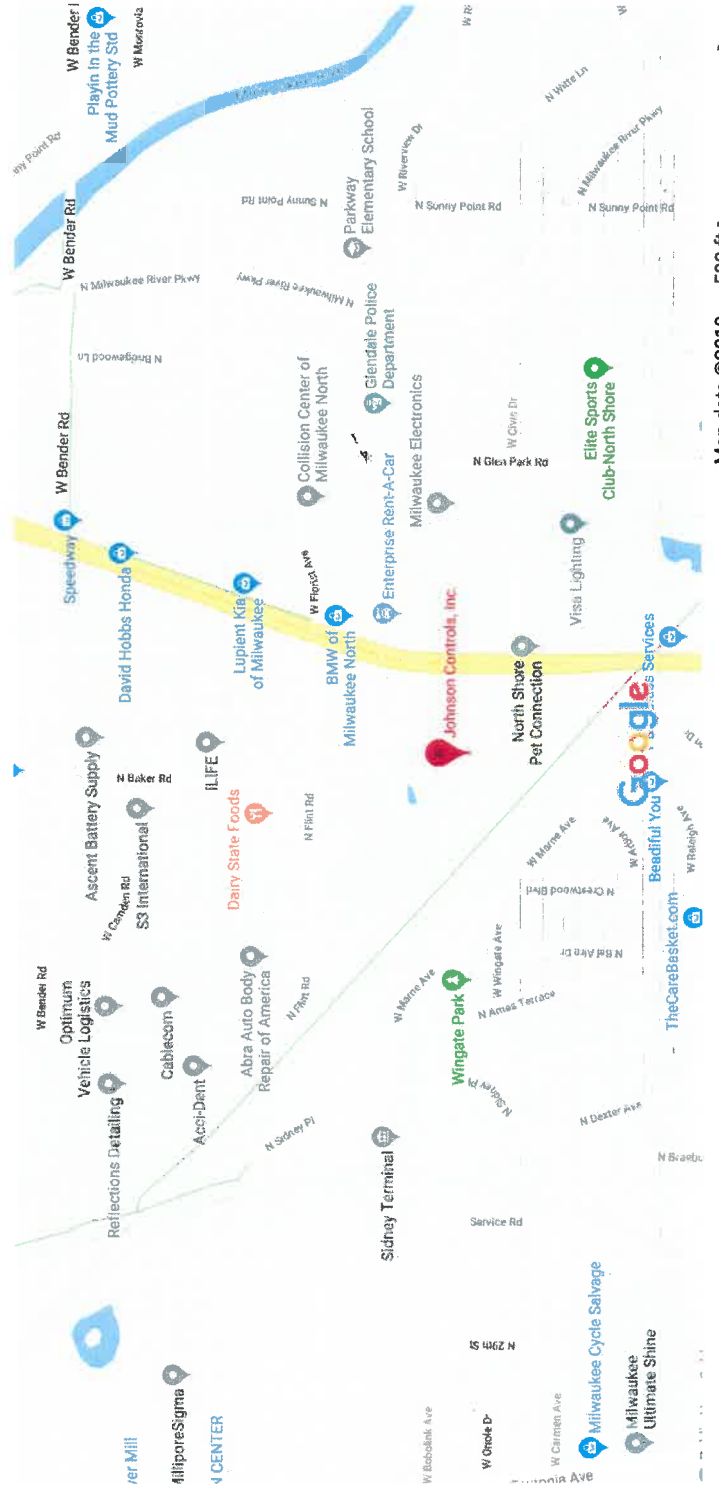 W Bender Rd
Playin In the
Mud Pottery Std
W Monrovia
ny Point Rd
W Bender Rd
N Milwaukee River Pkwy
N Bridgewood Ln
W Bender Rd
Speedway
David Hobbs Honda
Ascent Battery Supply
N Baker Rd
W Camden Rd
S3 International
W Bender Rd
Optimum
Vehicle Logistics
Reflections Detailing
Cablecom
Acci-Dent
ver Mill
MilliporeSigma
N CENTER
N Sunny Point Rd
N Milwaukee River Pkwy
Collision Center of
Milwaukee North
Lupient Kia
of Milwaukee
W Florist Ave
BMW of
Milwaukee North
iLIFE
Dairy State Foods
N Flint Rd
Abra Auto Body
Repair of America
N Flint Rd
N Sidney Pl
Parkway
Elementary School
W Riverview Dr
Glendale Police
Department
Enterprise Rent-A-Car
Milwaukee Electronics
Johnson Controls, Inc.
W Marne Ave
Wingate Park
Sidney Terminal
W Bobolink Ave
W Ri
N Witte Ln
N Sunny Point Rd
N Milwaukee River Pkwy
N Sunny Point Rd
W Civic Dr
N Glen Park Rd
Elite Sports
Club-North Shore
Visa Lighting
North Shore
Pet Connection
W Marne Ave
N Crestwood Blvd
W Wingate Ave
N Bel Aire Dr
N Ames Terrace
N Sidney Pl
N Dexter Ave
Service Rd
N 29th St
W Oriole D
W Carmen Ave
Milwaukee Cycle Salvage
Milwaukee
Ultimate Shine
Services
Google
W Arbor Ave
Beadiful You
W Raleigh Ave
TheCareBasket.com
N Braebu
Map data ©2019
500 ft